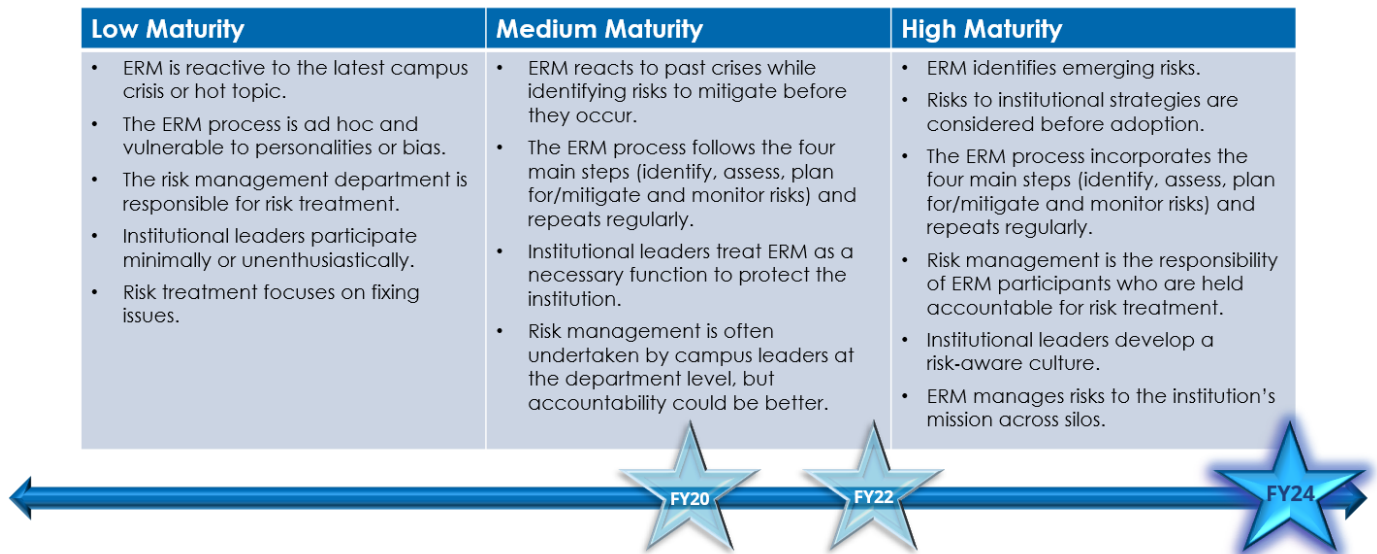 Low Maturity
• ERM is reactive to the latest campus
crisis or hot topic.
• The ERM process is ad hoc and
vulnerable to personalities or bias.
• The risk management department is
responsible for risk treatment.
• Institutional leaders participate
minimally or unenthusiastically.
• Risk treatment focuses on fixing
issues.
Medium Maturity
• ERM reacts to past crises while
identifying risks to mitigate before
they occur.
• The ERM process follows the four
main steps (identify, assess, plan
for/mitigate and monitor risks) and
repeats regularly.
• Institutional leaders treat ERM as a
necessary function to protect the
institution.
• Risk management is often
undertaken by campus leaders at
the department level, but
accountability could be better.
High Maturity
• ERM identifies emerging risks.
• Risks to institutional strategies are
considered before adoption.
• The ERM process incorporates the
four main steps (identify, assess, plan
for/mitigate and monitor risks) and
repeats regularly.
• Risk management is the responsibility
of ERM participants who are held
accountable for risk treatment.
• Institutional leaders develop a
risk-aware culture.
• ERM manages risks to the institution’s
mission across silos.
FY20
FY22
FY24